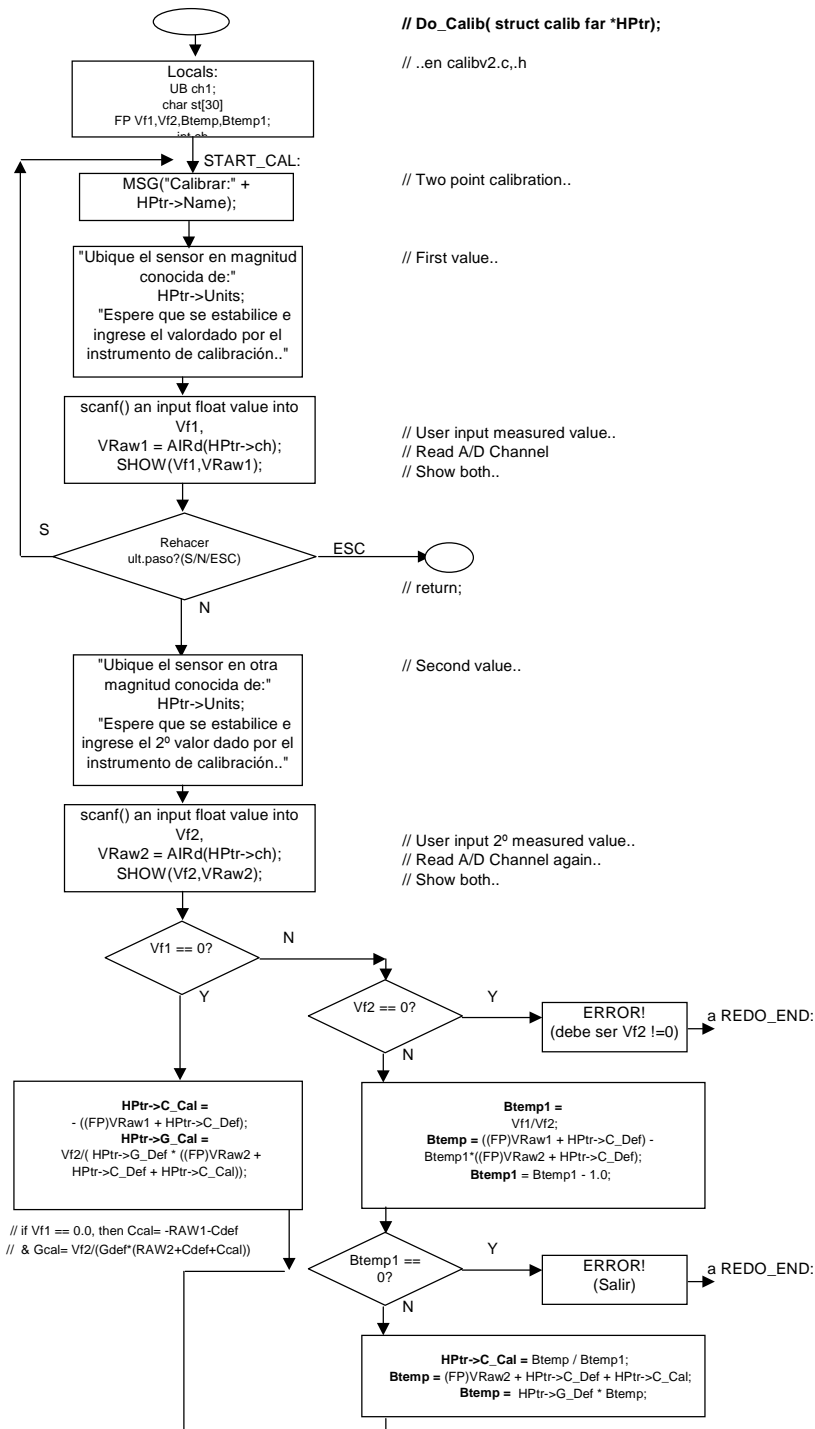 // Do_Calib( struct calib far *HPtr);
// ..en calibv2.c,.h
Locals:
UB ch1;
char st[30]
FP Vf1,Vf2,Btemp,Btemp1;
START_CAL:
MSG("Calibrar:" +
HPtr->Name);
// Two point calibration..
"Ubique el sensor en magnitud
conocida de:"
HPtr->Units;
"Espere que se estabilice e
ingrese el valordado por el
instrumento de calibración.."
// First value..
scanf() an input float value into
Vf1,
VRaw1 = AIRd(HPtr->ch);
SHOW(Vf1,VRaw1);
// User input measured value..
// Read A/D Channel
// Show both..
S
Rehacer
ult.paso?(S/N/ESC)
ESC
// return;
N
"Ubique el sensor en otra
magnitud conocida de:"
HPtr->Units;
"Espere que se estabilice e
ingrese el 2º valor dado por el
instrumento de calibración.."
// Second value..
scanf() an input float value into
Vf2,
VRaw2 = AIRd(HPtr->ch);
SHOW(Vf2,VRaw2);
// User input 2º measured value..
// Read A/D Channel again..
// Show both..
Vf1 == 0?
N
Y
Vf2 == 0?
Y
ERROR!
(debe ser Vf2 !=0)
a REDO_END:
N
HPtr->C_Cal =
- ((FP)VRaw1 + HPtr->C_Def);
HPtr->G_Cal =
Vf2/( HPtr->G_Def * ((FP)VRaw2 +
HPtr->C_Def + HPtr->C_Cal));
Btemp1 =
Vf1/Vf2;
Btemp = ((FP)VRaw1 + HPtr->C_Def) -
Btemp1*((FP)VRaw2 + HPtr->C_Def);
Btemp1 = Btemp1 - 1.0;
// if Vf1 == 0.0, then Ccal= -RAW1-Cdef
// & Gcal= Vf2/(Gdef*(RAW2+Cdef+Ccal))
Btemp1 ==
0?
Y
ERROR!
(Salir)
a REDO_END:
N
HPtr->C_Cal = Btemp / Btemp1;
Btemp = (FP)VRaw2 + HPtr->C_Def + HPtr->C_Cal;
Btemp = HPtr->G_Def * Btemp;